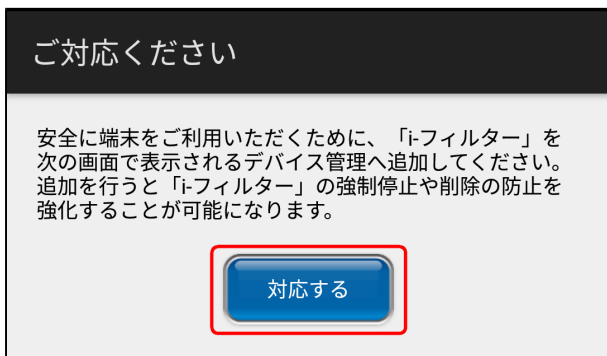 ご対応ください
安全に端末をご利用いただくために、「i-フィルター」を
次の画面で表示されるデバイス管理へ追加してください。
追加を行うと「i-フィルター」の強制停止や削除の防止を
強化することが可能になります。
対応する